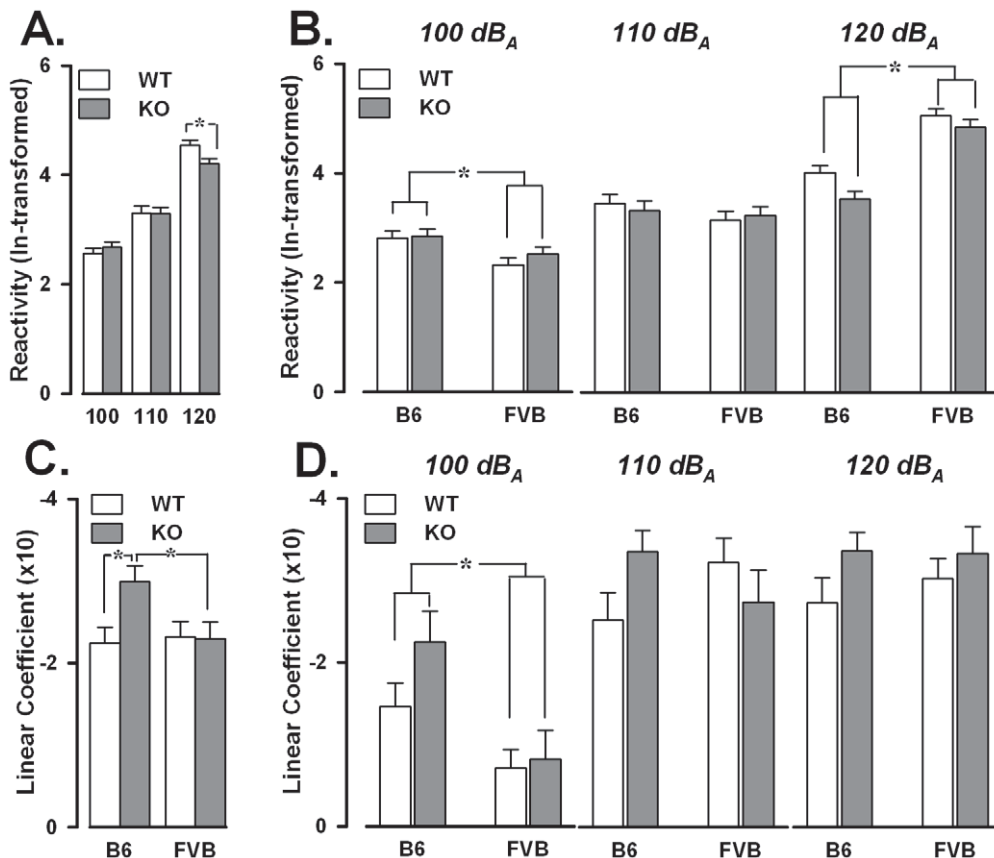 A.
WT
KO
Reactivity (ln-transformed)
6
4
2
0
*
100 110 120
B.
100 dBA 110 dBA 120 dBA
WT
KO
Reactivity (ln-transformed)
6
4
2
0
*
*
B6 FVB B6 FVB B6 FVB
C.
WT
KO
Linear Coefficient (x10)
-4
-2
0
* *
B6 FVB
D.
100 dBA 110 dBA 120 dBA
WT
KO
Linear Coefficient (x10)
-4
-2
0
*
B6 FVB B6 FVB B6 FVB